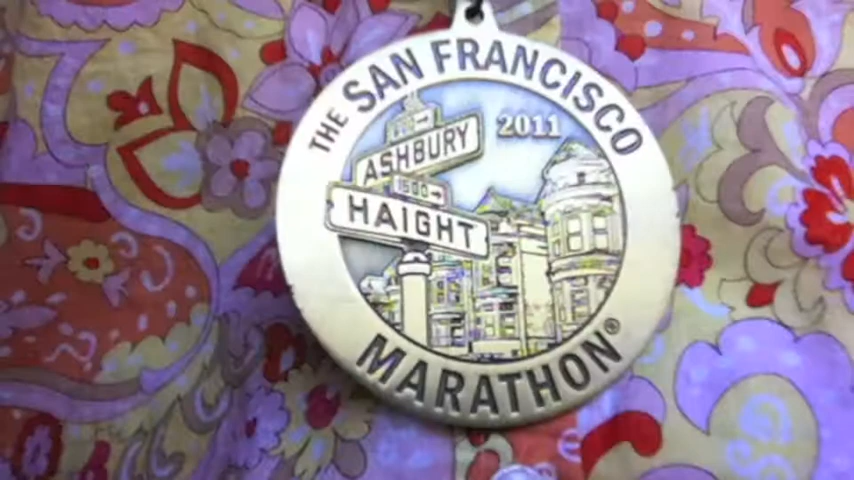 THE SAN FRANCISCO
2011
ASHBURY
1500
HAIGHT
MARATHON®